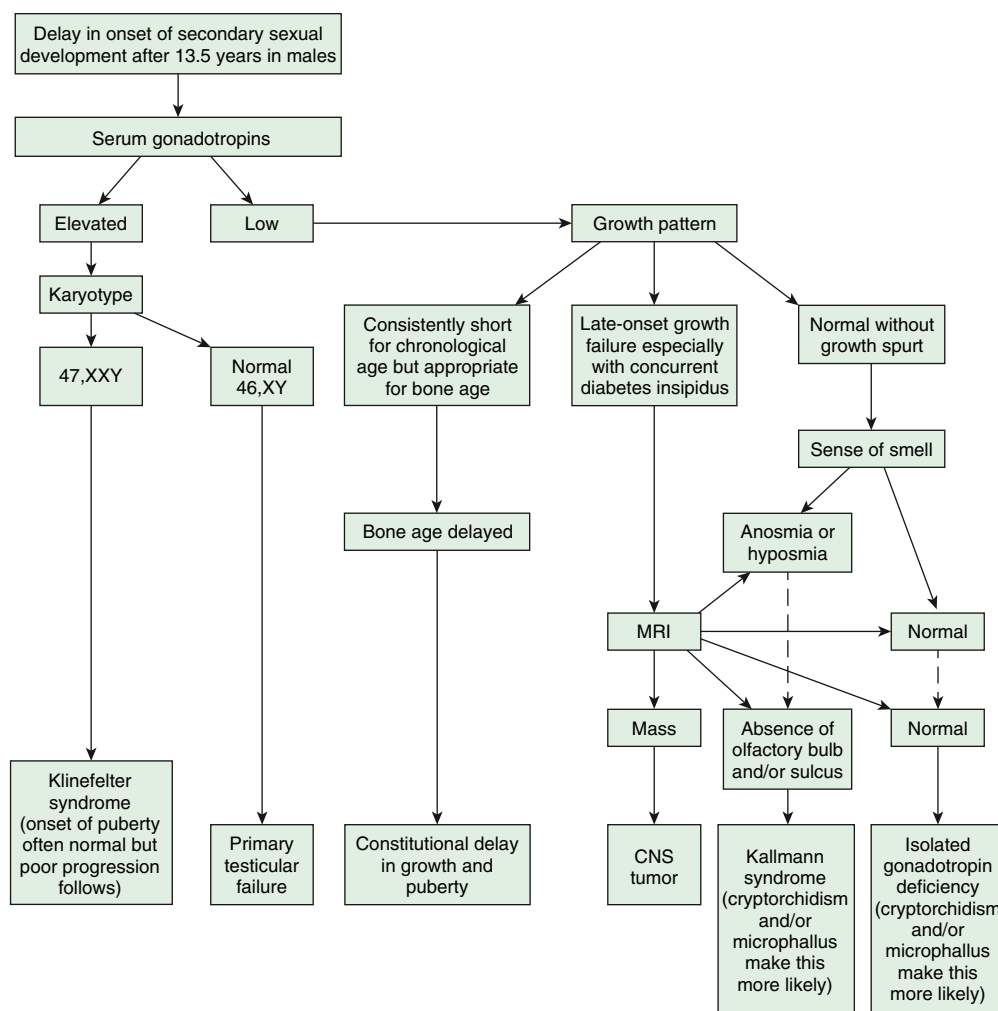 Delay in onset of secondary sexual
development after 13.5 years in males
Serum gonadotropins
Elevated
Low
Growth pattern
Karyotype
Consistently short
for chronological
age but appropriate
for bone age
Late-onset growth
failure especially
with concurrent
diabetes insipidus
Normal without
growth spurt
47,XXY
Normal
46,XY
Sense of smell
Bone age delayed
Anosmia or
hyposmia
MRI
Normal
Mass
Absence of
olfactory bulb
and/or sulcus
Normal
Klinefelter
syndrome
(onset of puberty
often normal but
poor progression
follows)
Primary
testicular
failure
Constitutional delay
in growth and
puberty
CNS
tumor
Kallmann
syndrome
(cryptorchidism
and/or
microphallus
make this
more likely)
Isolated
gonadotropin
deficiency
(cryptorchidism
and/or
microphallus
make this
more likely)